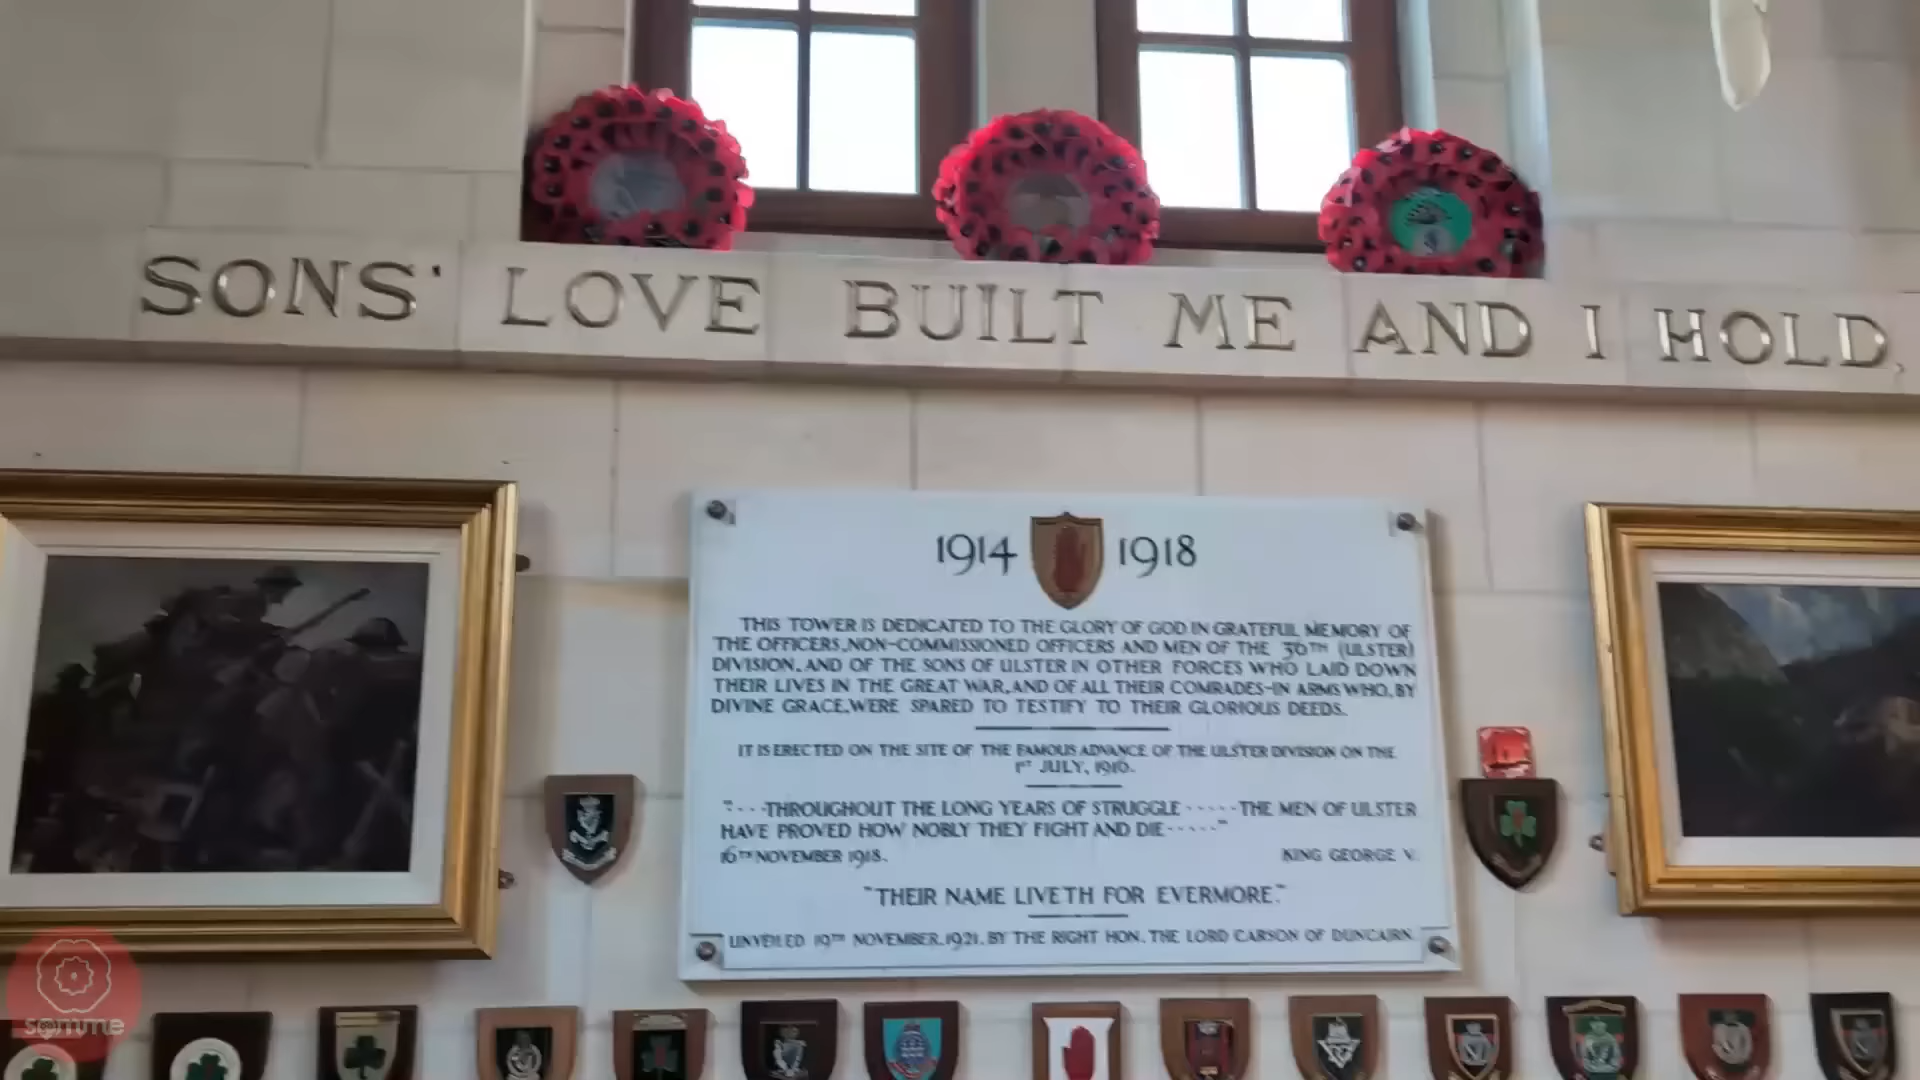 SONS' LOVE BUILT ME AND I HOLD,
1914 1918
THIS TOWER IS DEDICATED TO THE GLORY OF GOD IN GRATEFUL MEMORY OF
THE OFFICERS, NON-COMMISSIONED OFFICERS AND MEN OF THE 36TH (ULSTER)
DIVISION, AND OF THE SONS OF ULSTER IN OTHER FORCES WHO LAID DOWN
THEIR LIVES IN THE GREAT WAR, AND OF ALL THEIR COMRADES-IN ARMS WHO, BY
DIVINE GRACE, WERE SPARED TO TESTIFY TO THEIR GLORIOUS DEEDS.
IT IS ERECTED ON THE SITE OF THE FAMOUS ADVANCE OF THE ULSTER DIVISION ON THE
1ST JULY, 1916.
"...THROUGHOUT THE LONG YEARS OF STRUGGLE ..... THE MEN OF ULSTER
HAVE PROVED HOW NOBLY THEY FIGHT AND DIE ....."
16TH NOVEMBER 1918. KING GEORGE V.
"THEIR NAME LIVETH FOR EVERMORE."
UNVEILED 19TH NOVEMBER, 1921, BY THE RIGHT HON. THE LORD CARSON OF DUNCAIRN.
somme